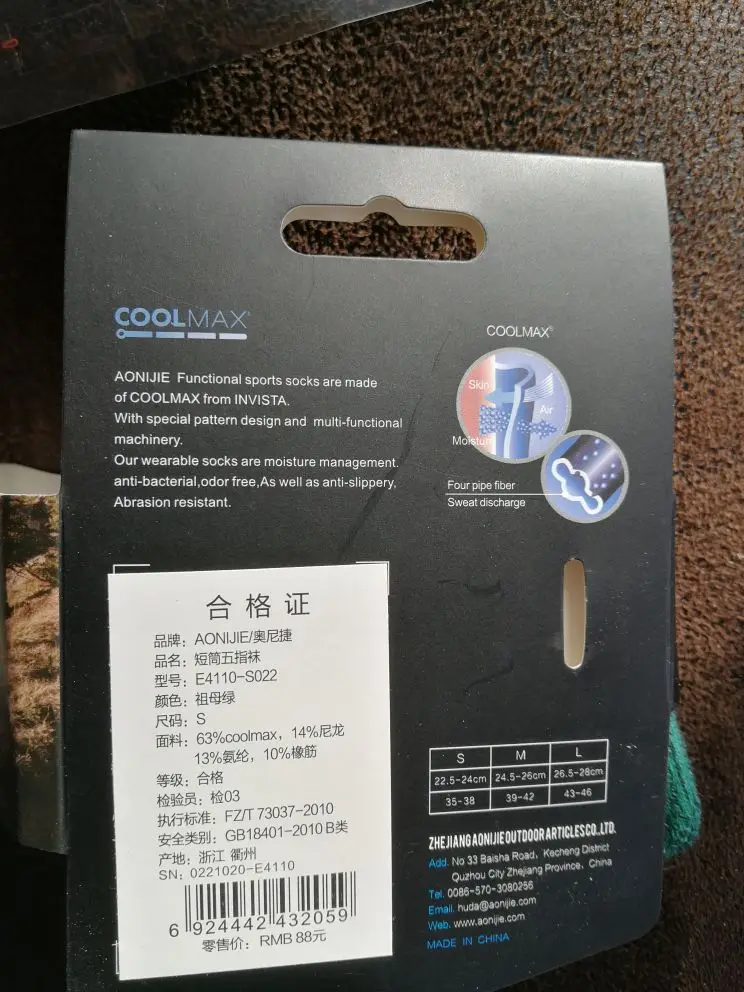 COOLMAX®
AONIJIE Functional sports socks are made
of COOLMAX from INVISTA.
With special pattern design and multi-functional
machinery.
Our wearable socks are moisture management.
anti-bacterial,odor free,As well as anti-slippery,
Abrasion resistant.
COOLMAX®
Skin
Air
Moisture
Four pipe fiber
Sweat discharge
合格证
品牌：AONIJIE/奥尼捷
品名：短筒五指袜
型号：E4110-S022
颜色：祖母绿
尺码：S
面料：63%coolmax，14%尼龙
13%氨纶，10%橡筋
等级：合格
检验员：检03
执行标准：FZ/T 73037-2010
安全类别：GB18401-2010 B类
产地：浙江 衢州
SN：0221020-E4110
6 924442 432059
零售价：RMB 88元
S M L
22.5-24cm 24.5-26cm 26.5-28cm
35-38 39-42 43-46
ZHEJIANG AONIJIE OUTDOOR ARTICLES CO.,LTD.
Add. No 33 Baisha Road, Kecheng District
Quzhou City Zhejiang Province, China
Tel. 0086-570-3080256
Email. huda@aonijie.com
Web. www.aonijie.com
MADE IN CHINA